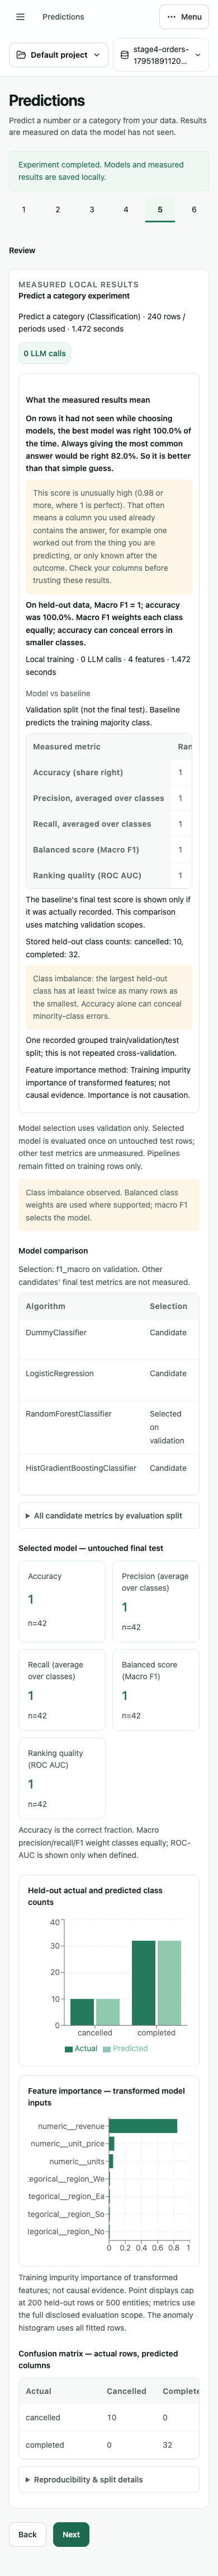 Predictions
Menu
Default project
stage4-orders-
17951891120...
Predictions
Predict a number or a category from your data. Results
are measured on data the model has not seen.
Experiment completed. Models and measured
results are saved locally.
1 2 3 4 5 6
Review
MEASURED LOCAL RESULTS
Predict a category experiment
Predict a category (Classification) · 240 rows /
periods used · 1.472 seconds
0 LLM calls
What the measured results mean
On rows it had not seen while choosing
models, the best model was right 100.0% of
the time. Always giving the most common
answer would be right 82.0%. So it is better
than that simple guess.
This score is unusually high (0.98 or
more, where 1 is perfect). That often
means a column you used already
contains the answer, for example one
worked out from the thing you are
predicting, or only known after the
outcome. Check your columns before
trusting these results.
On held-out data, Macro F1 = 1; accuracy
was 100.0%. Macro F1 weights each class
equally; accuracy can conceal errors in
smaller classes.
Local training · 0 LLM calls · 4 features · 1.472
seconds
Model vs baseline
Validation split (not the final test). Baseline
predicts the training majority class.
Measured metric Ran
Accuracy (share right) 1
Precision, averaged over classes 1
Recall, averaged over classes 1
Balanced score (Macro F1) 1
Ranking quality (ROC AUC) 1
The baseline's final test score is shown only if
it was actually recorded. This comparison
uses matching validation scopes.
Stored held-out class counts: cancelled: 10,
completed: 32.
Class imbalance: the largest held-out
class has at least twice as many rows as
the smallest. Accuracy alone can conceal
minority-class errors.
One recorded grouped train/validation/test
split; this is not repeated cross-validation.
Feature importance method: Training impurity
importance of transformed features; not
causal evidence. Importance is not causation.
Model selection uses validation only. Selected
model is evaluated once on untouched test rows;
other test metrics are unmeasured. Pipelines
remain fitted on training rows only.
Class imbalance observed. Balanced class
weights are used where supported; macro F1
selects the model.
Model comparison
Selection: f1_macro on validation. Other
candidates' final test metrics are not measured.
Algorithm Selection
DummyClassifier Candidate
LogisticRegression Candidate
RandomForestClassifier Selected
on
validation
HistGradientBoostingClassifier Candidate
All candidate metrics by evaluation split
Selected model — untouched final test
Accuracy
1
n=42
Precision (average
over classes)
1
n=42
Recall (average
over classes)
1
n=42
Balanced score
(Macro F1)
1
n=42
Ranking quality
(ROC AUC)
1
n=42
Accuracy is the correct fraction. Macro
precision/recall/F1 weight classes equally; ROC-
AUC is shown only when defined.
Held-out actual and predicted class
counts
40
30
20
10
0
cancelled completed
Actual Predicted
Feature importance — transformed model
inputs
numeric__revenue
numeric__unit_price
numeric__units
tegorical__region_We
tegorical__region_Ea
tegorical__region_So
tegorical__region_No
0 0.2 0.4 0.6 0.8 1
Training impurity importance of transformed
features; not causal evidence. Point displays cap
at 200 held-out rows or 500 entities; metrics use
the full disclosed evaluation scope. The anomaly
histogram uses all fitted rows.
Confusion matrix — actual rows, predicted
columns
Actual Cancelled Complete
cancelled 10 0
completed 0 32
Reproducibility & split details
Back Next